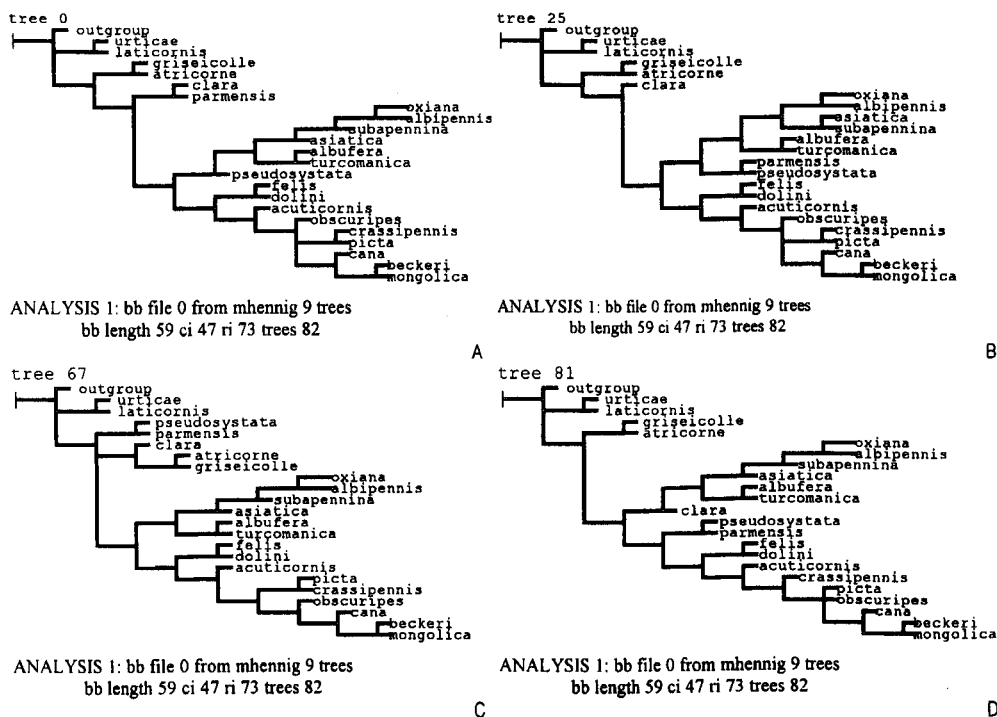 tree 0
outgroup
urticae
laticornis
griseicolle
atricorne
clara
parmensis
oxiana
albipennis
subapennina
asiatica
albufera
turcomanica
pseudosystata
felis
dolini
acuticornis
obscuripes
crassipennis
picta
cana
beckeri
mongolica
ANALYSIS 1: bb file 0 from mhennig 9 trees
bb length 59 ci 47 ri 73 trees 82
A
tree 25
outgroup
urticae
laticornis
griseicolle
atricorne
clara
oxiana
albipennis
asiatica
subapennina
albufera
turcomanica
parmensis
pseudosystata
felis
dolini
acuticornis
obscuripes
crassipennis
picta
cana
beckeri
mongolica
ANALYSIS 1: bb file 0 from mhennig 9 trees
bb length 59 ci 47 ri 73 trees 82
B
tree 67
outgroup
urticae
laticornis
pseudosystata
parmensis
clara
atricorne
griseicolle
oxiana
albipennis
subapennina
asiatica
albufera
turcomanica
felis
dolini
acuticornis
picta
crassipennis
obscuripes
cana
beckeri
mongolica
ANALYSIS 1: bb file 0 from mhennig 9 trees
bb length 59 ci 47 ri 73 trees 82
C
tree 81
outgroup
urticae
laticornis
griseicolle
atricorne
oxiana
albipennis
subapennina
asiatica
albufera
turcomanica
clara
pseudosystata
parmensis
felis
dolini
acuticornis
crassipennis
picta
obscuripes
cana
beckeri
mongolica
ANALYSIS 1: bb file 0 from mhennig 9 trees
bb length 59 ci 47 ri 73 trees 82
D